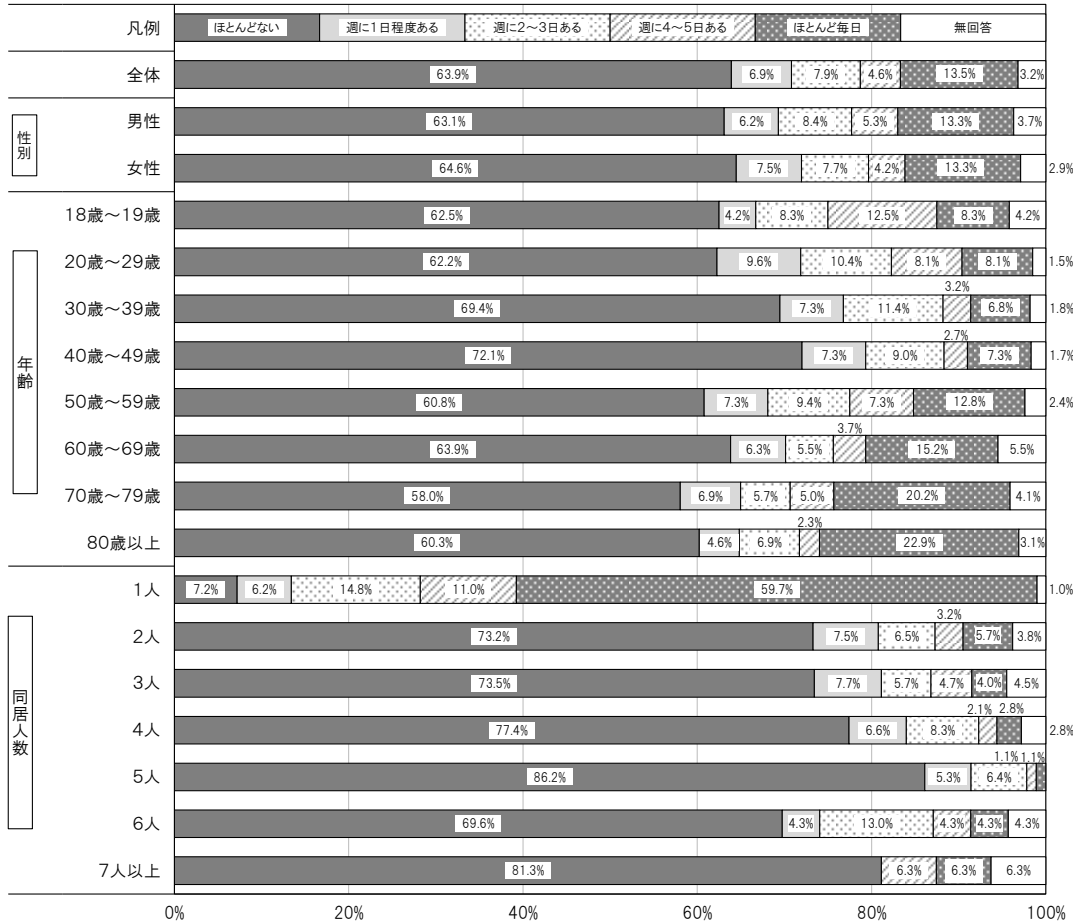 凡例 ほとんどない 週に1日程度ある 週に2～3日ある 週に4～5日ある ほとんど毎日 無回答
全体 63.9% 6.9% 7.9% 4.6% 13.5% 3.2%
性別
男性 63.1% 6.2% 8.4% 5.3% 13.3% 3.7%
女性 64.6% 7.5% 7.7% 4.2% 13.3% 2.9%
年齢
18歳～19歳 62.5% 4.2% 8.3% 12.5% 8.3% 4.2%
20歳～29歳 62.2% 9.6% 10.4% 8.1% 8.1% 1.5%
30歳～39歳 69.4% 7.3% 11.4% 3.2% 6.8% 1.8%
40歳～49歳 72.1% 7.3% 9.0% 2.7% 7.3% 1.7%
50歳～59歳 60.8% 7.3% 9.4% 7.3% 12.8% 2.4%
60歳～69歳 63.9% 6.3% 5.5% 3.7% 15.2% 5.5%
70歳～79歳 58.0% 6.9% 5.7% 5.0% 20.2% 4.1%
80歳以上 60.3% 4.6% 6.9% 2.3% 22.9% 3.1%
同居人数
1人 7.2% 6.2% 14.8% 11.0% 59.7% 1.0%
2人 73.2% 7.5% 6.5% 3.2% 5.7% 3.8%
3人 73.5% 7.7% 5.7% 4.7% 4.0% 4.5%
4人 77.4% 6.6% 8.3% 2.1% 2.8% 2.8%
5人 86.2% 5.3% 6.4% 1.1% 1.1%
6人 69.6% 4.3% 13.0% 4.3% 4.3% 4.3%
7人以上 81.3% 6.3% 6.3% 6.3%
0% 20% 40% 60% 80% 100%